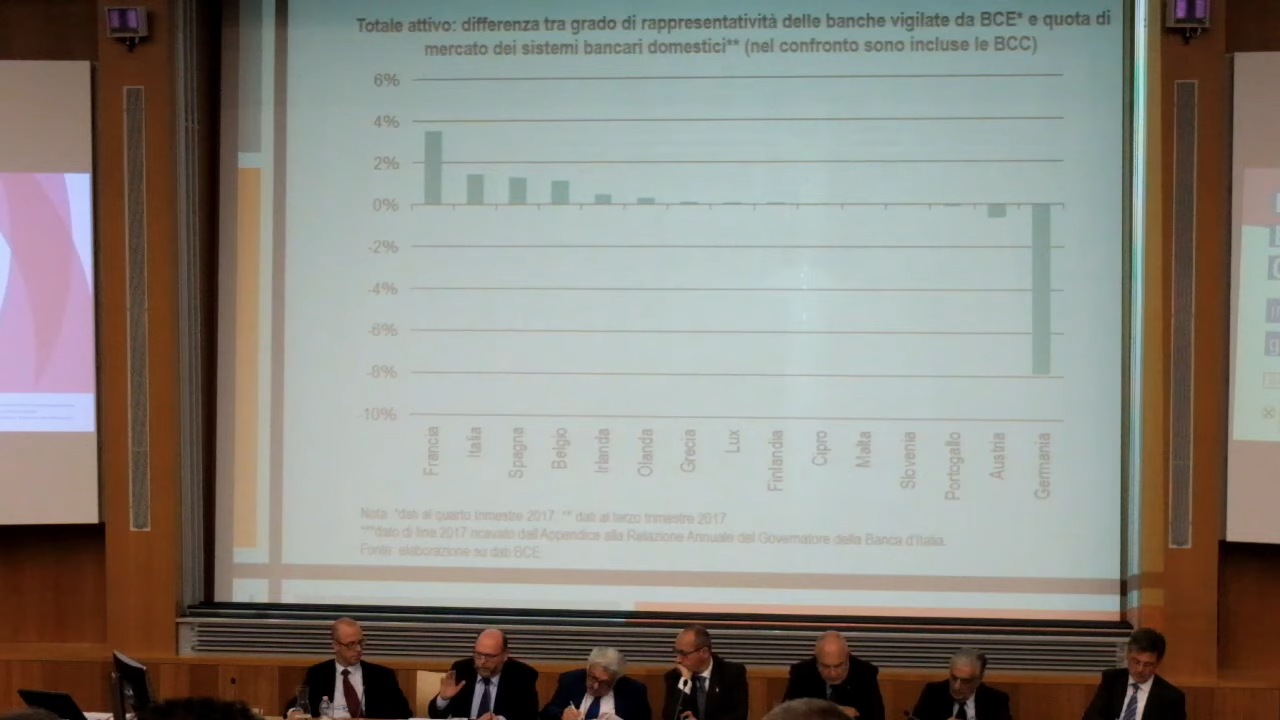 Totale attivo: differenza tra grado di rappresentatività delle banche vigilate da BCE* e quota di
mercato dei sistemi bancari domestici** (nel confronto sono incluse le BCC)
6%
4%
2%
0%
-2%
-4%
-6%
-8%
-10%
Francia
Italia
Spagna
Belgio
Irlanda
Olanda
Grecia
Lux
Finlandia
Cipro
Malta
Slovenia
Portogallo
Austria
Germania
Nota: *dati al quarto trimestre 2017. ** dati al terzo trimestre 2017
***dato di fine 2017 ricavato dall'Appendice alla Relazione Annuale del Governatore della Banca d'Italia.
Fonte: elaborazione su dati BCE